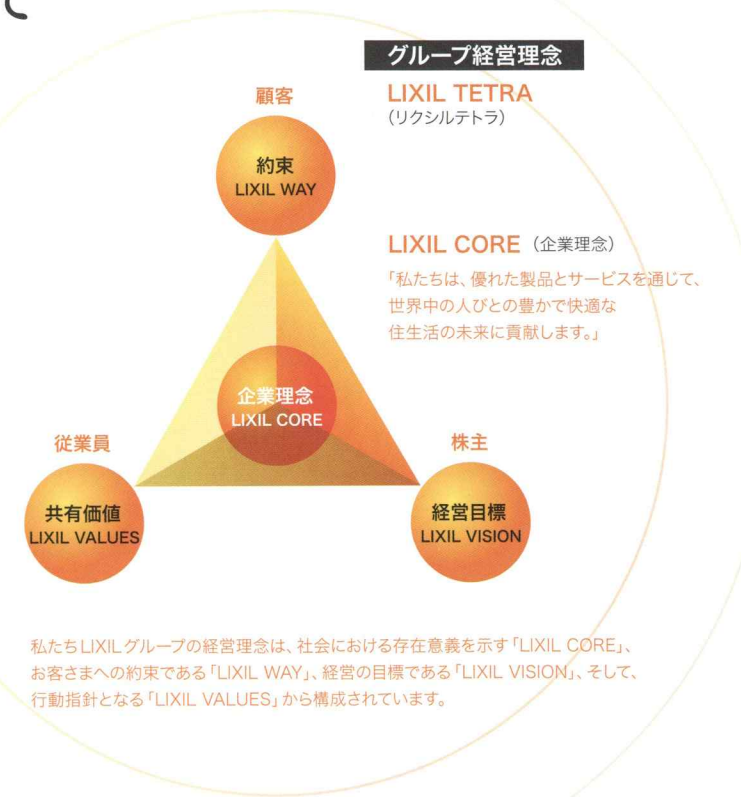 て
グループ経営理念
LIXIL TETRA
（リクシルテトラ）
顧客
約束
LIXIL WAY
LIXIL CORE（企業理念）
「私たちは、優れた製品とサービスを通じて、
世界中の人びとの豊かで快適な
住生活の未来に貢献します。」
企業理念
LIXIL CORE
従業員
共有価値
LIXIL VALUES
株主
経営目標
LIXIL VISION
私たちLIXILグループの経営理念は、社会における存在意義を示す「LIXIL CORE」、
お客さまへの約束である「LIXIL WAY」、経営の目標である「LIXIL VISION」、そして、
行動指針となる「LIXIL VALUES」から構成されています。